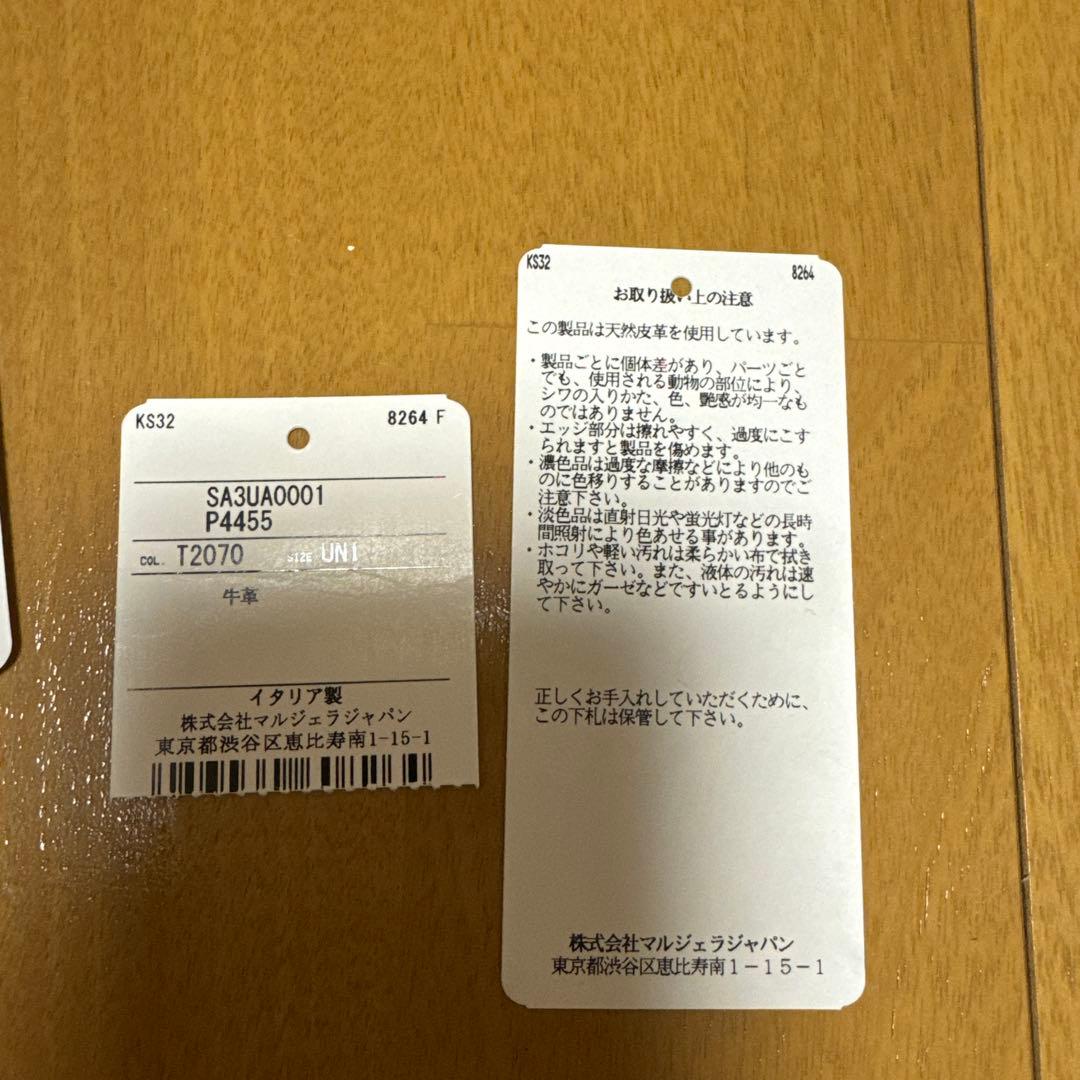 KS32 8264 F
SA3UA0001
P4455
COL. T2070 SIZE UNI
牛革
イタリア製
株式会社マルジェラジャパン
東京都渋谷区恵比寿南1-15-1
KS32 8264
お取り扱い上の注意
この製品は天然皮革を使用しています。
・製品ごとに個体差があり、パーツごと
でも、使用される動物の部位により、
シワの入りかた、色、艶感が均一なも
のではありません。
・エッジ部分は擦れやすく、過度にこす
られますと製品を傷めます。
・濃色品は過度な摩擦などにより他のも
のに色移りすることがありますのでご
注意下さい。
・淡色品は直射日光や蛍光灯などの長時
間照射により色あせる事があります。
・ホコリや軽い汚れは柔らかい布で拭き
取って下さい。また、液体の汚れは速
やかにガーゼなどですいとるようにし
て下さい。
正しくお手入れしていただくために、
この下札は保管して下さい。
株式会社マルジェラジャパン
東京都渋谷区恵比寿南1-15-1